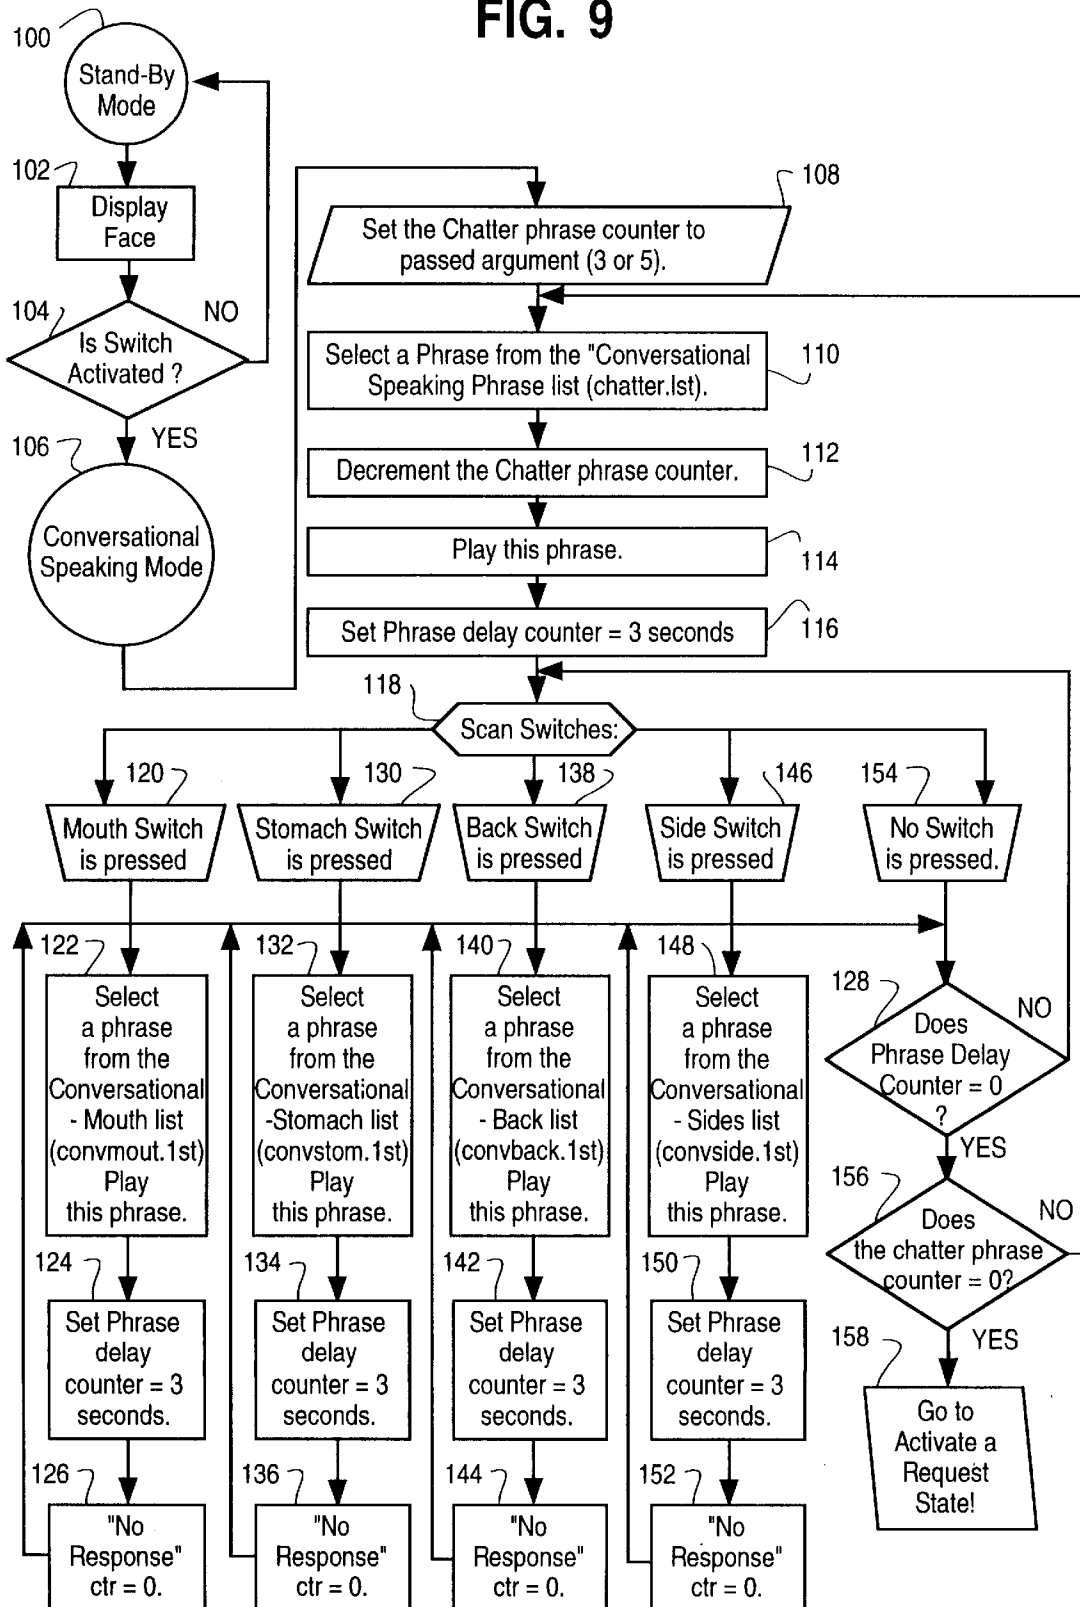 FIG. 9
100
Stand-By
Mode
102
Display
Face
104
NO
Is Switch
Activated ?
YES
106
Conversational
Speaking Mode
108
Set the Chatter phrase counter to
passed argument (3 or 5).
Select a Phrase from the "Conversational
Speaking Phrase list (chatter.lst).
110
Decrement the Chatter phrase counter.
112
Play this phrase.
114
Set Phrase delay counter = 3 seconds
116
118
Scan Switches:
120
Mouth Switch
is pressed
130
Stomach Switch
is pressed
138
Back Switch
is pressed
146
Side Switch
is pressed
154
No Switch
is pressed.
122
Select
a phrase
from the
Conversational
- Mouth list
(convmout.1st)
Play
this phrase.
132
Select
a phrase
from the
Conversational
-Stomach list
(convstom.1st)
Play
this phrase.
140
Select
a phrase
from the
Conversational
- Back list
(convback.1st)
Play
this phrase.
148
Select
a phrase
from the
Conversational
- Sides list
(convside.1st)
Play
this phrase.
128
NO
Does
Phrase Delay
Counter = 0
?
YES
156
NO
Does
the chatter phrase
counter = 0?
YES
124
Set Phrase
delay
counter = 3
seconds.
134
Set Phrase
delay
counter = 3
seconds.
142
Set Phrase
delay
counter = 3
seconds.
150
Set Phrase
delay
counter = 3
seconds.
158
Go to
Activate a
Request
State!
126
"No
Response"
ctr = 0.
136
"No
Response"
ctr = 0.
144
"No
Response"
ctr = 0.
152
"No
Response"
ctr = 0.